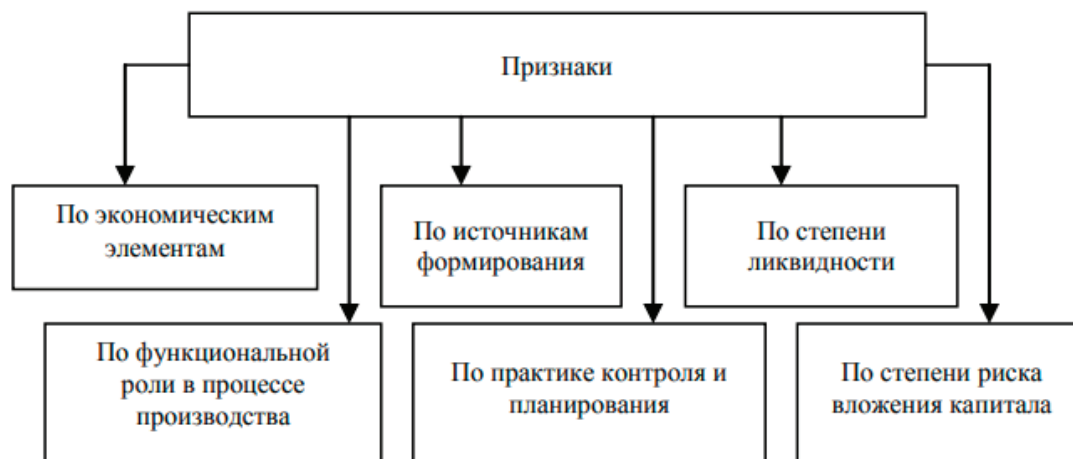 Признаки
По экономическим
элементам
По источникам
формирования
По степени
ликвидности
По функциональной
роли в процессе
производства
По практике контроля и
планирования
По степени риска
вложения капитала